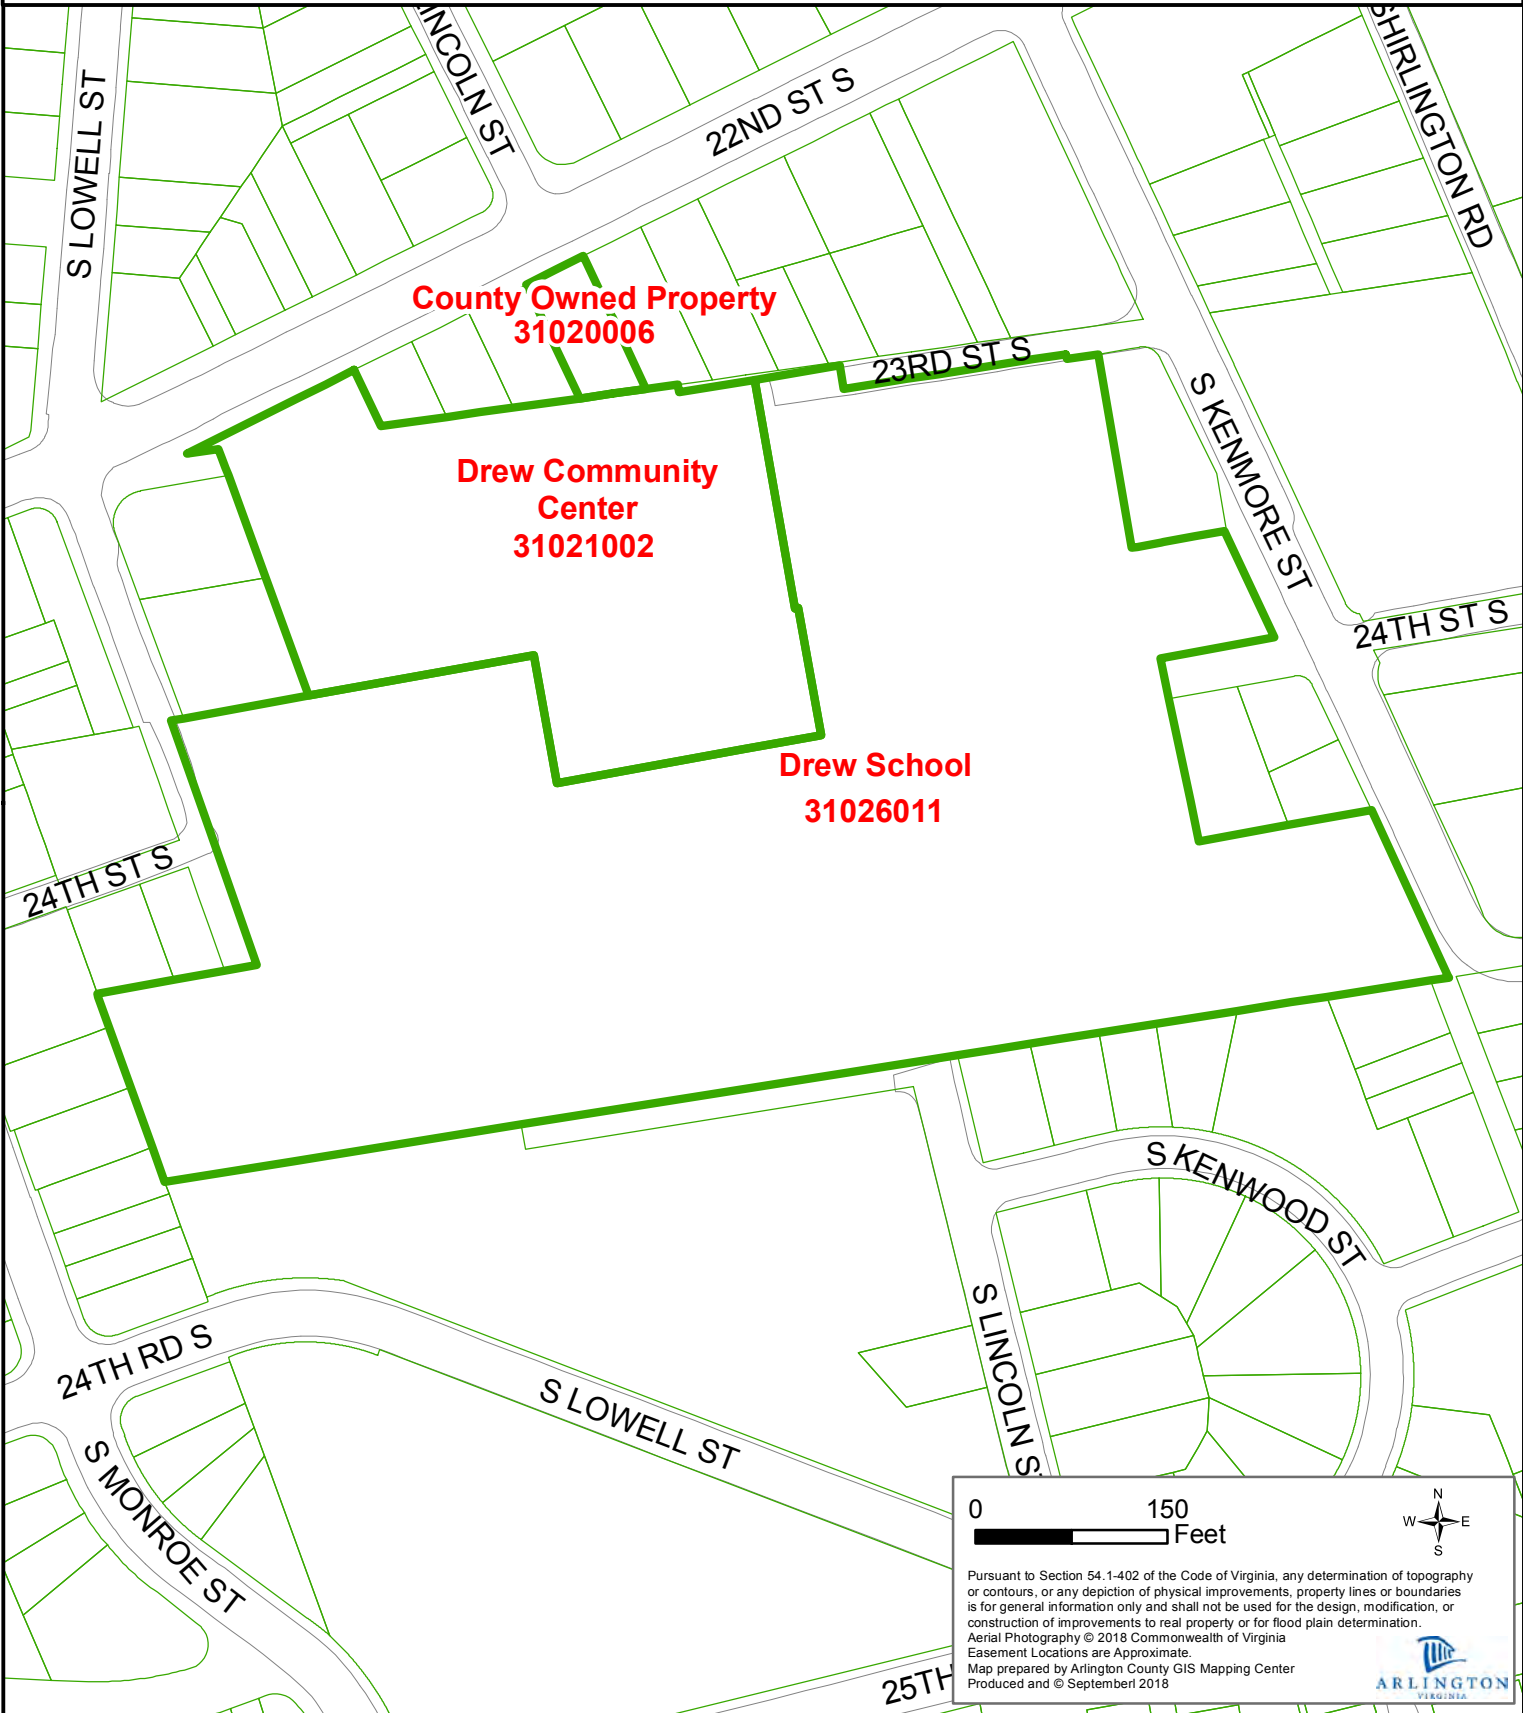 LINCOLN ST
SHIRLINGTON RD
S LOWELL ST
22ND ST S
County Owned Property
31020006
23RD ST S
S KENMORE ST
Drew Community
Center
31021002
24TH ST S
Drew School
31026011
24TH ST S
S KENWOOD ST
S LINCOLN ST
24TH RD S
S LOWELL ST
S MONROE ST
25TH
0 150
Feet
N
W E
S
Pursuant to Section 54.1-402 of the Code of Virginia, any determination of topography
or contours, or any depiction of physical improvements, property lines or boundaries
is for general information only and shall not be used for the design, modification, or
construction of improvements to real property or for flood plain determination.
Aerial Photography © 2018 Commonwealth of Virginia
Easement Locations are Approximate.
Map prepared by Arlington County GIS Mapping Center
Produced and © Septemberl 2018
ARLINGTON
VIRGINIA